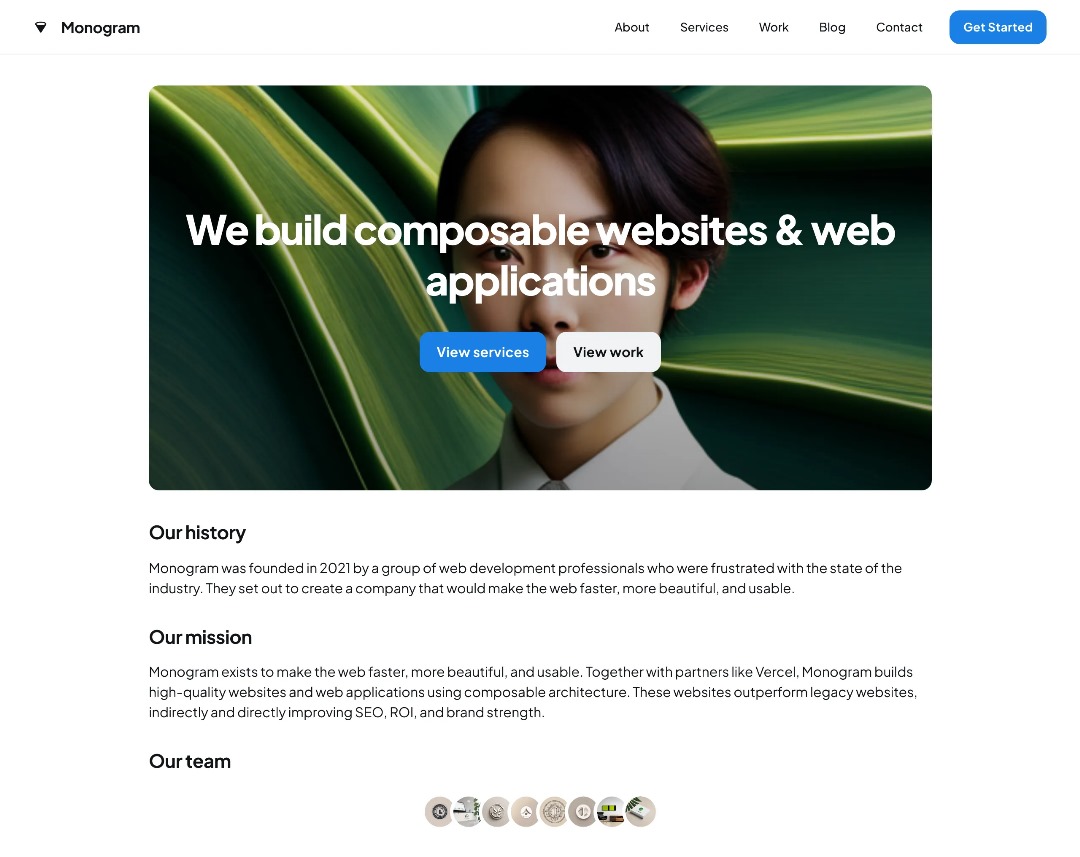 Monogram
About
Services
Work
Blog
Contact
Get Started
We build composable websites & web
applications
View services
View work
Our history
Monogram was founded in 2021 by a group of web development professionals who were frustrated with the state of the
industry. They set out to create a company that would make the web faster, more beautiful, and usable.
Our mission
Monogram exists to make the web faster, more beautiful, and usable. Together with partners like Vercel, Monogram builds
high-quality websites and web applications using composable architecture. These websites outperform legacy websites,
indirectly and directly improving SEO, ROI, and brand strength.
Our team